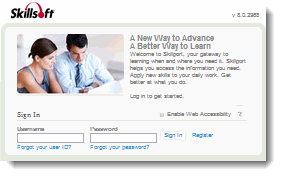 Skillsoft
v 8.0.2965
A New Way to Advance
A Better Way to Learn
Welcome to Skillport, your gateway to
learning when and where you need it. Skillport
helps you access the information you need.
Apply new skills to your daily work. Get
better at what you do.
Log in to get started.
Sign In
Enable Web Accessibility ?
Username
Password
Sign In | Register
Forgot your user ID?
Forgot your password?